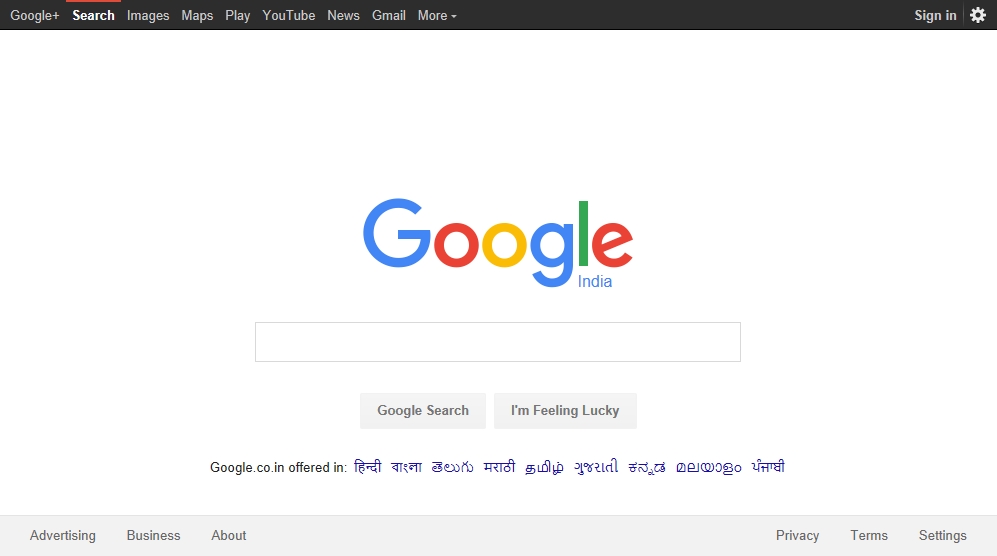 Google+ Search Images Maps Play YouTube News Gmail More Sign in
Google
India
Google Search I'm Feeling Lucky
Google.co.in offered in: हिन्दी বাংলা తెలుగు मराठी தமிழ் ગુજરાતી ಕನ್ನಡ മലയാളം ਪੰਜਾਬੀ
Advertising Business About Privacy Terms Settings